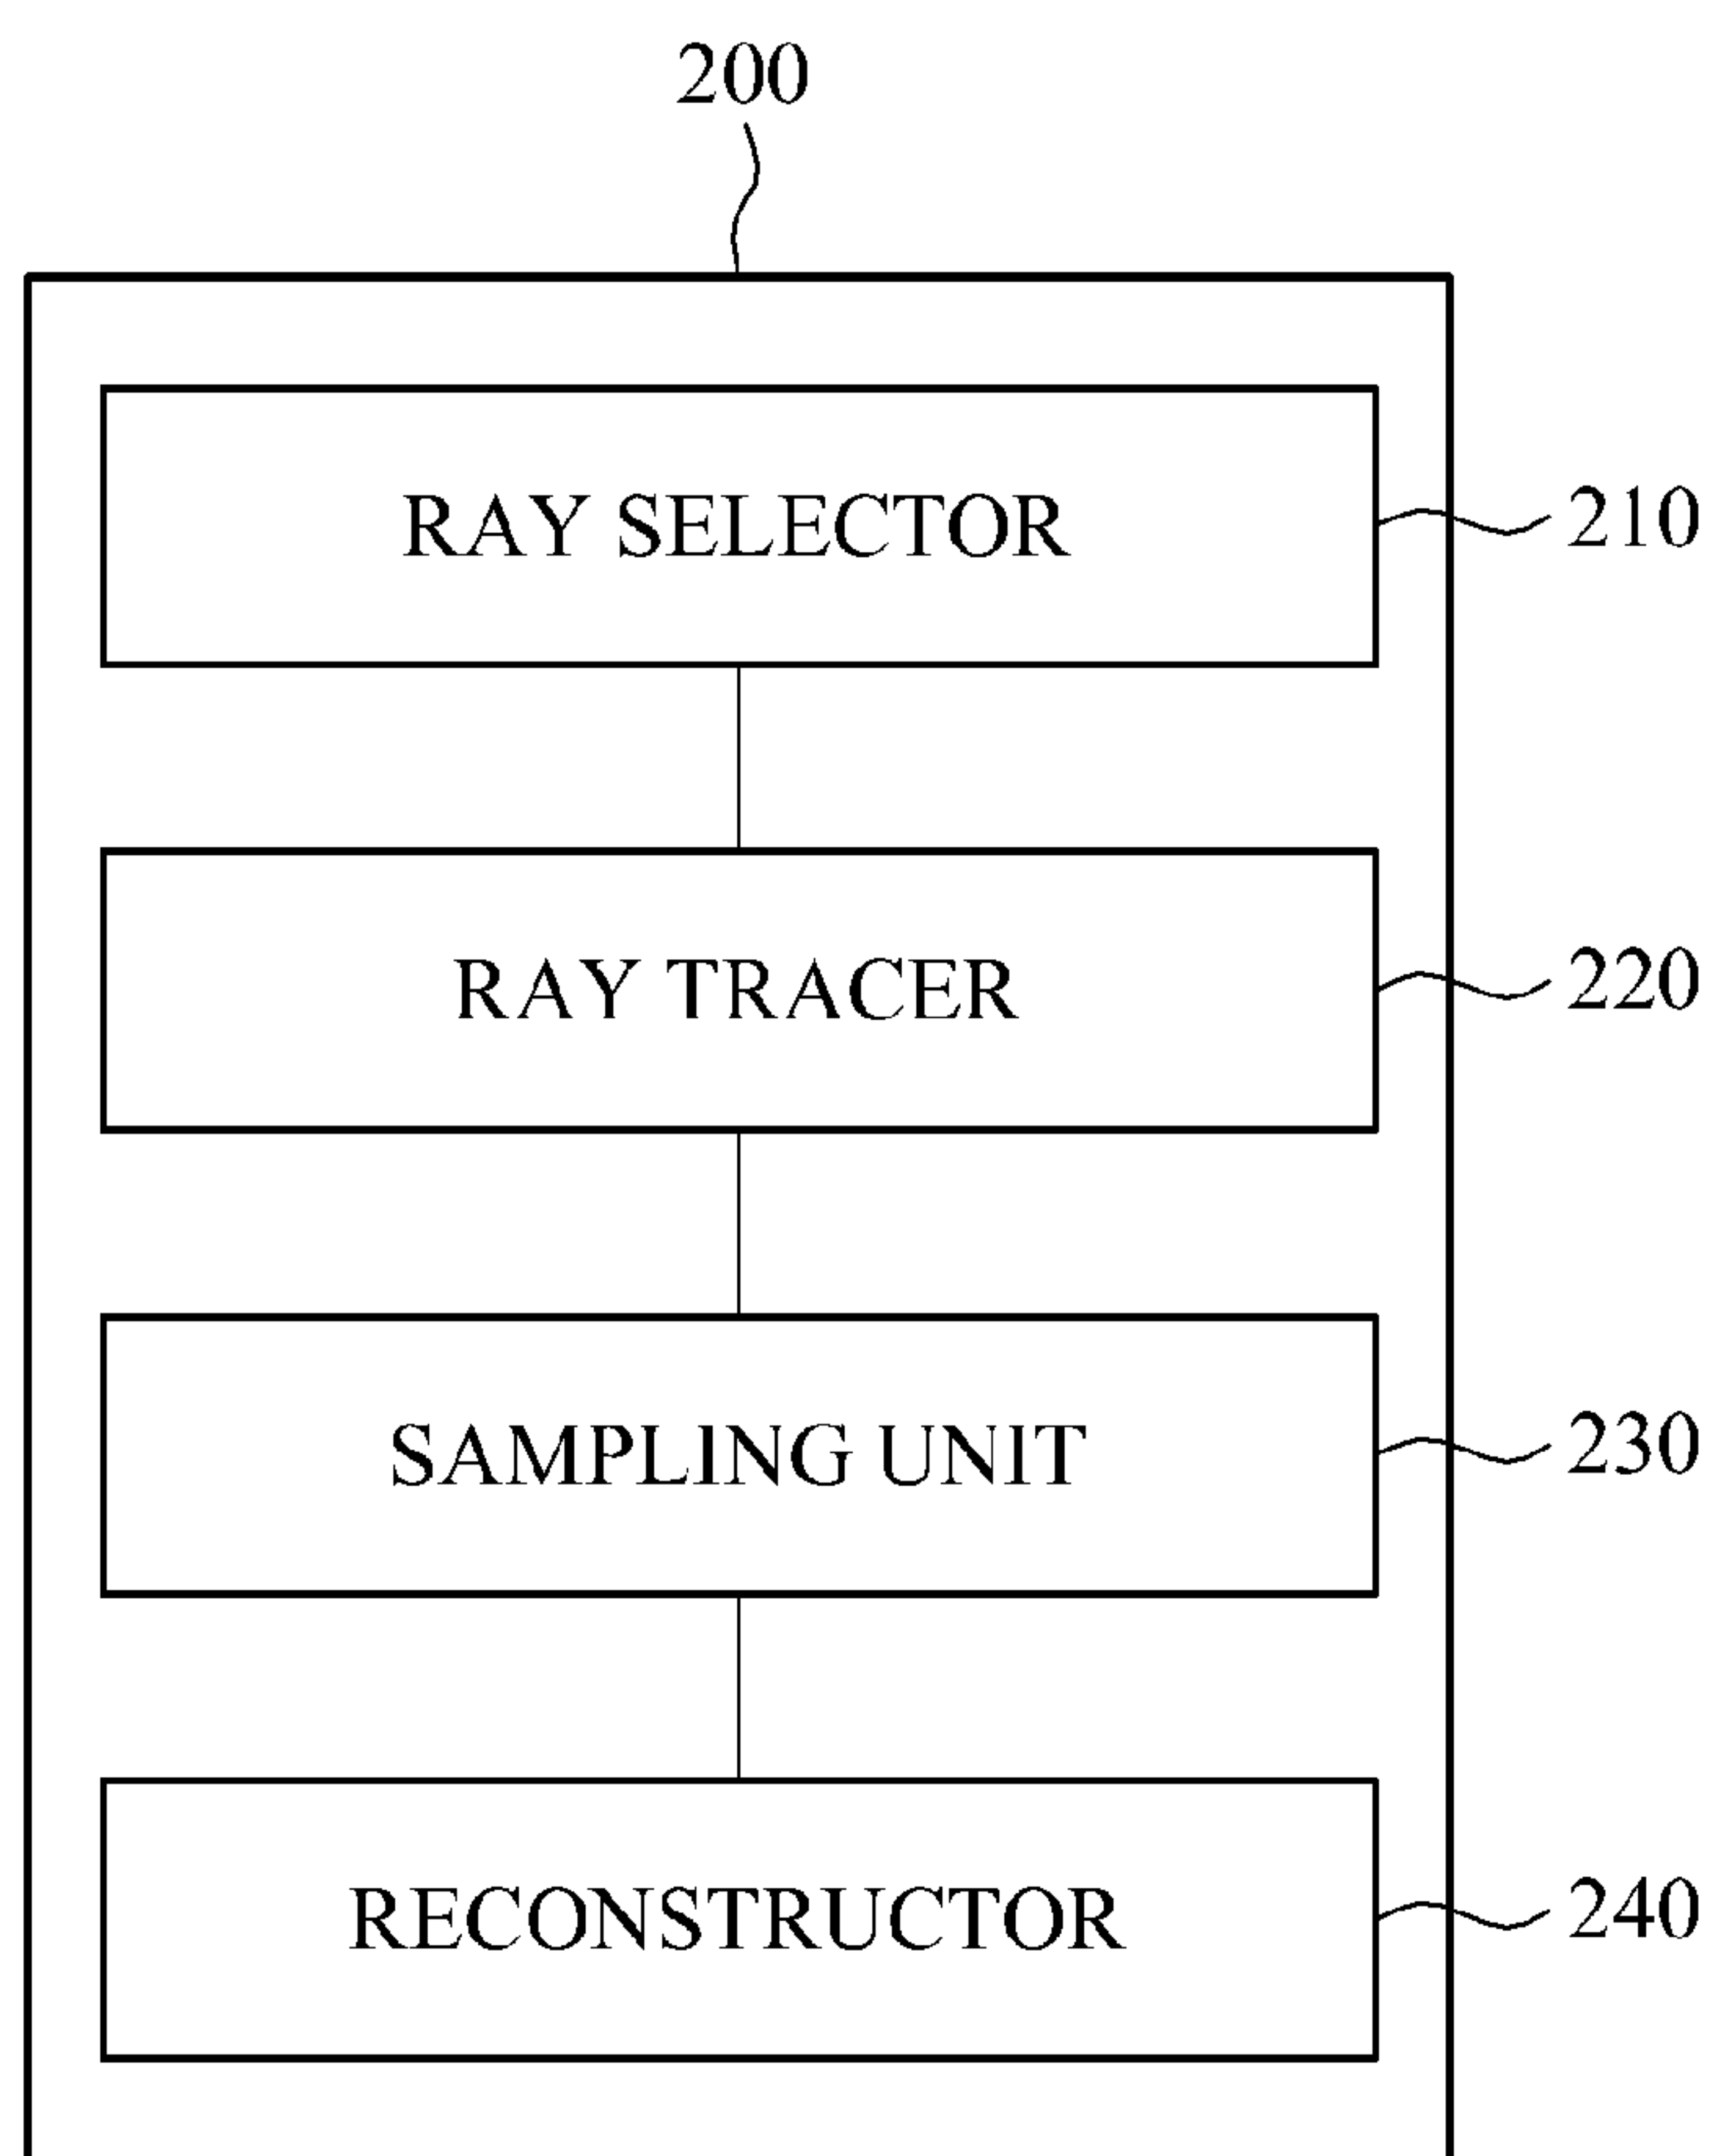 200
RAY SELECTOR 210
RAY TRACER 220
SAMPLING UNIT 230
RECONSTRUCTOR 240